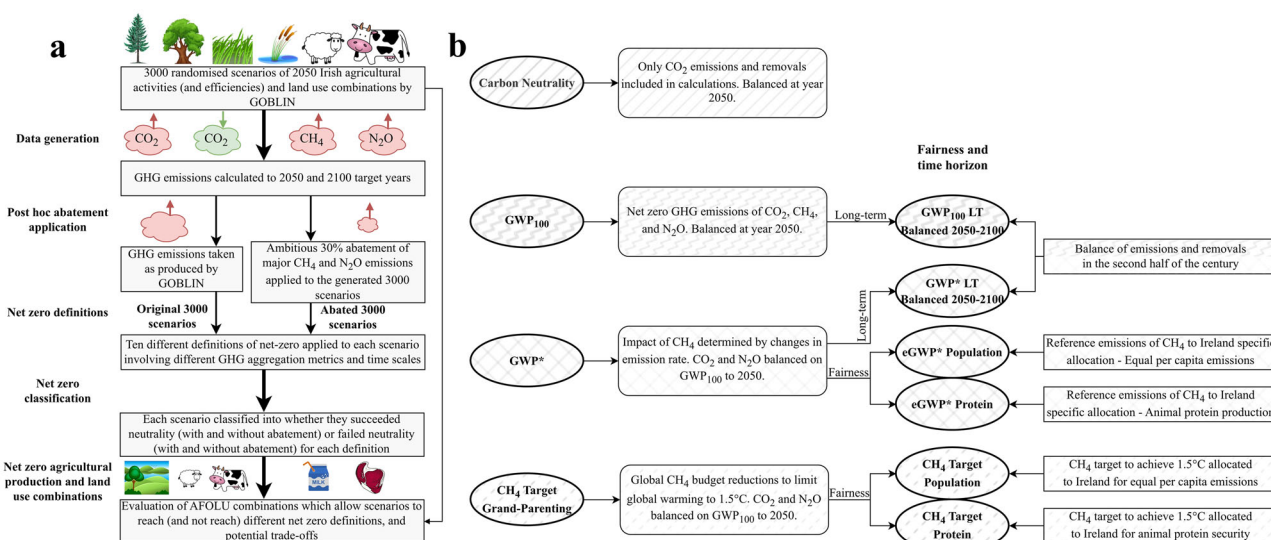 a
3000 randomised scenarios of 2050 Irish agricultural
activities (and efficiencies) and land use combinations by
GOBLIN
Data generation
CO2
CO2
CH4
N2O
GHG emissions calculated to 2050 and 2100 target years
Post hoc abatement
application
GHG emissions taken
as produced by
GOBLIN
Ambitious 30% abatement of
major CH4 and N2O emissions
applied to the generated 3000
scenarios
Net zero definitions
Original 3000
scenarios
Abated 3000
scenarios
Ten different definitions of net-zero applied to each scenario
involving different GHG aggregation metrics and time scales
Net zero
classification
Each scenario classified into whether they succeeded
neutrality (with and without abatement) or failed neutrality
(with and without abatement) for each definition
Net zero agricultural
production and land
use combinations
MILK
Evaluation of AFOLU combinations which allow scenarios to
reach (and not reach) different net zero definitions, and
potential trade-offs
b
Carbon Neutrality
Only CO2 emissions and removals
included in calculations. Balanced at year
2050.
Fairness and
time horizon
GWP100
Net zero GHG emissions of CO2, CH4,
and N2O. Balanced at year 2050.
Long-term
GWP100 LT
Balanced 2050-2100
Balance of emissions and removals
in the second half of the century
GWP* LT
Balanced 2050-2100
Long-term
GWP*
Impact of CH4 determined by changes in
emission rate. CO2 and N2O balanced on
GWP100 to 2050.
Fairness
eGWP* Population
Reference emissions of CH4 to Ireland specific
allocation - Equal per capita emissions
eGWP* Protein
Reference emissions of CH4 to Ireland
specific allocation - Animal protein production
CH4 Target
Grand-Parenting
Global CH4 budget reductions to limit
global warming to 1.5°C. CO2 and N2O
balanced on GWP100 to 2050.
Fairness
CH4 Target
Population
CH4 target to achieve 1.5°C allocated
to Ireland for equal per capita emissions
CH4 Target
Protein
CH4 target to achieve 1.5°C allocated
to Ireland for animal protein security